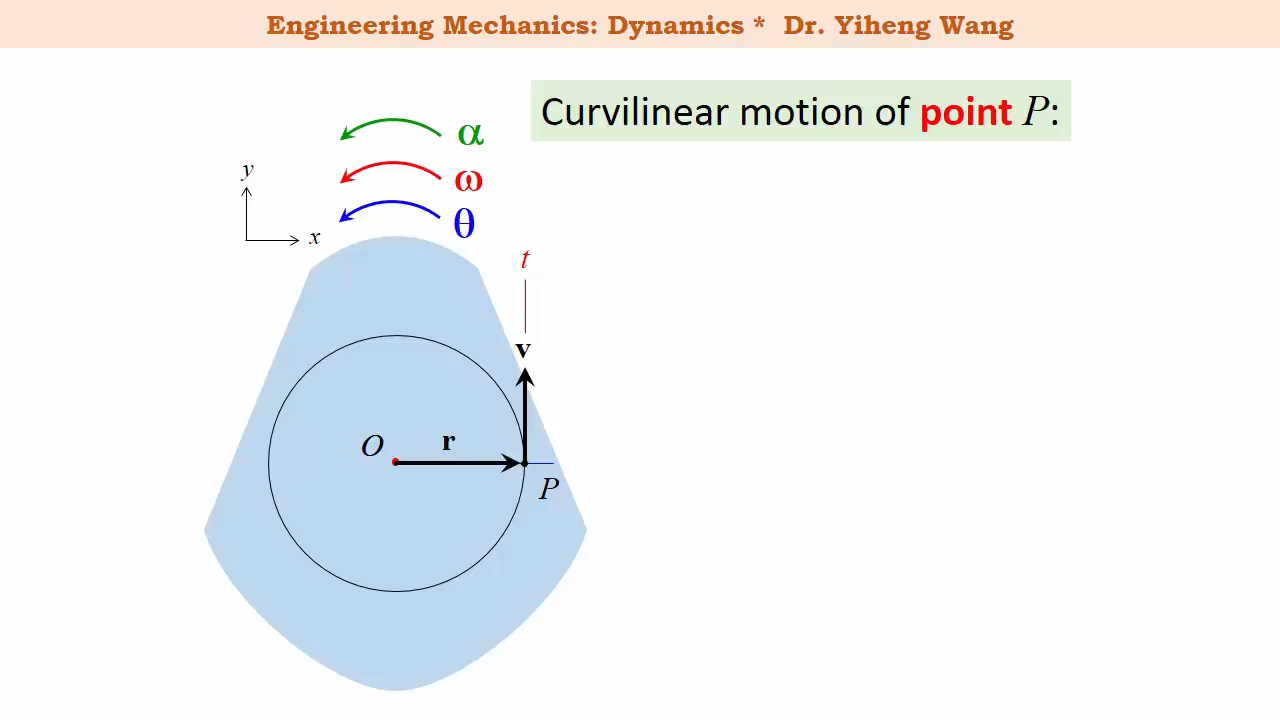 Engineering Mechanics: Dynamics * Dr. Yiheng Wang
Curvilinear motion of point P:
α
ω
θ
y
x
t
v
O
r
P